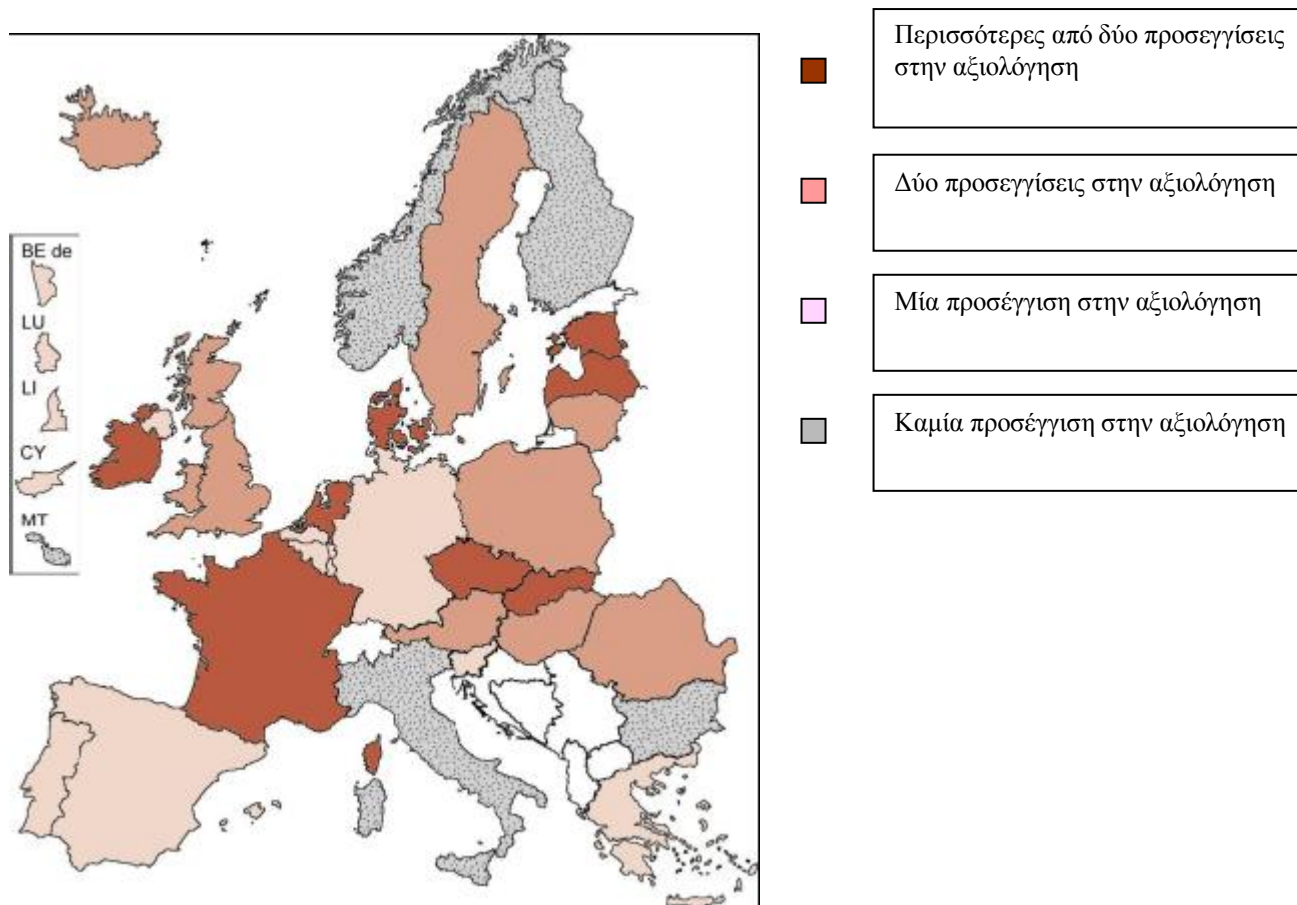 BE de
LU
LI
CY
MT
Περισσότερες από δύο προσεγγίσεις
στην αξιολόγηση
Δύο προσεγγίσεις στην αξιολόγηση
Μία προσέγγιση στην αξιολόγηση
Καμία προσέγγιση στην αξιολόγηση